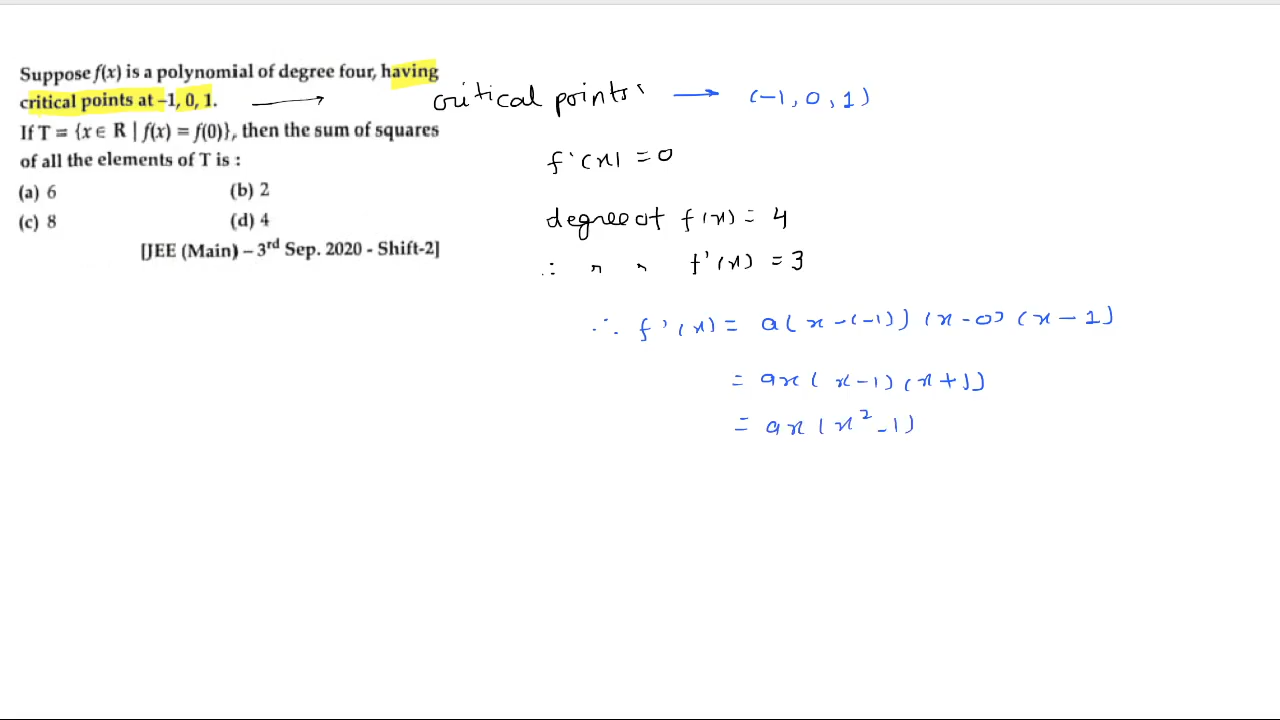 Suppose f(x) is a polynomial of degree four, having
critical points at –1, 0, 1.
If T = {x ∈ R | f(x) = f(0)}, then the sum of squares
of all the elements of T is :
(a) 6 (b) 2
(c) 8 (d) 4
[JEE (Main) – 3rd Sep. 2020 - Shift-2]
⟶ critical points: ⟶ (-1, 0, 1)
f'(x) = 0
degree of f(x) = 4
∴ " " f'(x) = 3
∴ f'(x) = a(x-(-1)) (x-0) (x-1)
= ax(x-1)(x+1)
= ax(x²-1)